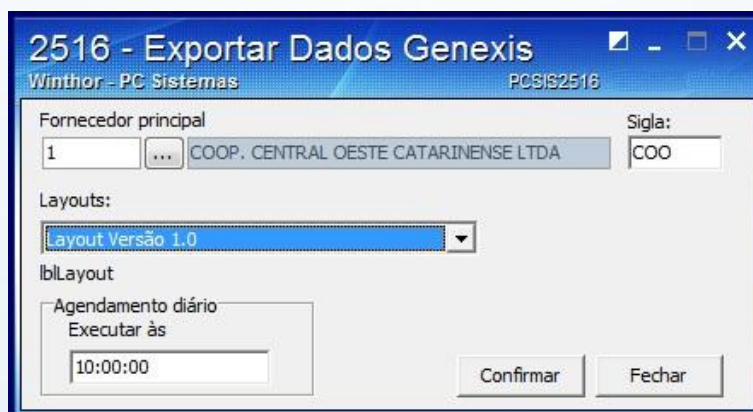 2516 - Exportar Dados Genexis
Winthor - PC Sistemas PCSIS2516
Fornecedor principal Sigla:
1 ... COOP. CENTRAL OESTE CATARINENSE LTDA COO
Layouts:
Layout Versão 1.0
lblLayout
Agendamento diário
Executar às
10:00:00 Confirmar Fechar